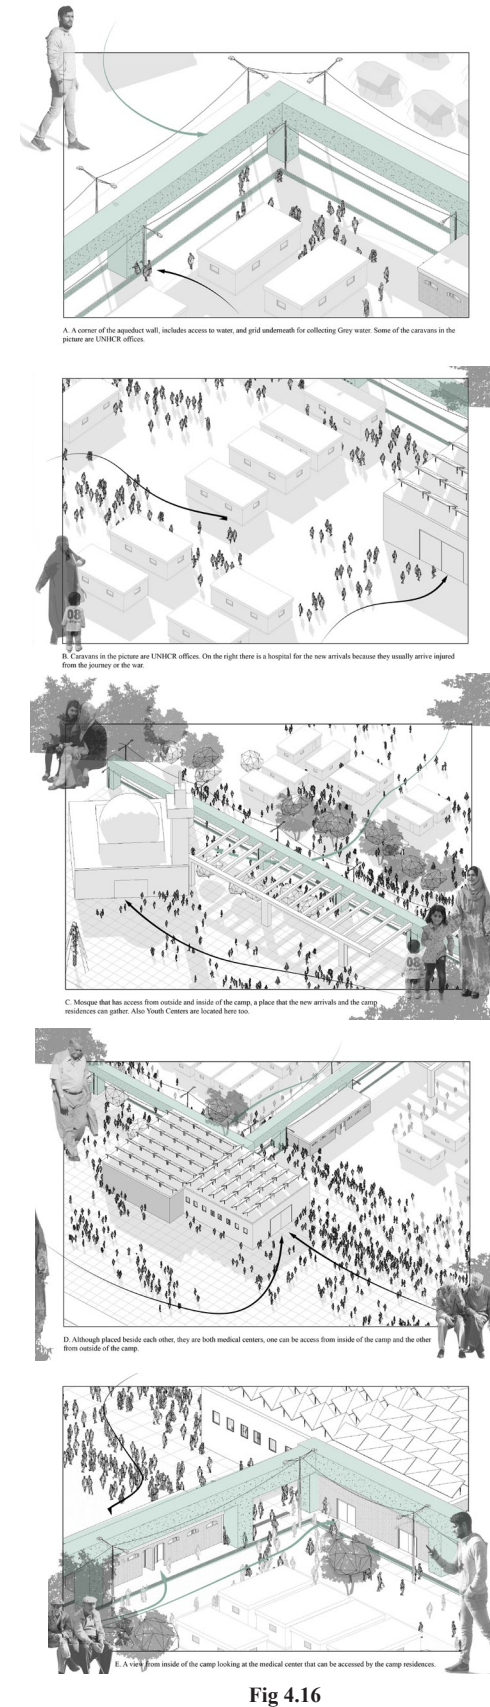 A. A corner of the aqueduct wall, includes access to water, and grid underneath for collecting Grey water. Some of the caravans in the
picture are UNHCR offices.
08
B. Caravans in the picture are UNHCR offices. On the right there is a hospital for the new arrivals because they usually arrive injured
from the journey or the war.
08
C. Mosque that has access from outside and inside of the camp, a place that the new arrivals and the camp
residences can gather. Also Youth Centers are located here too.
D. Although placed beside each other, they are both medical centers, one can be access from inside of the camp and the other
from outside of the camp.
E. A view from inside of the camp looking at the medical center that can be accessed by the camp residences.
Fig 4.16